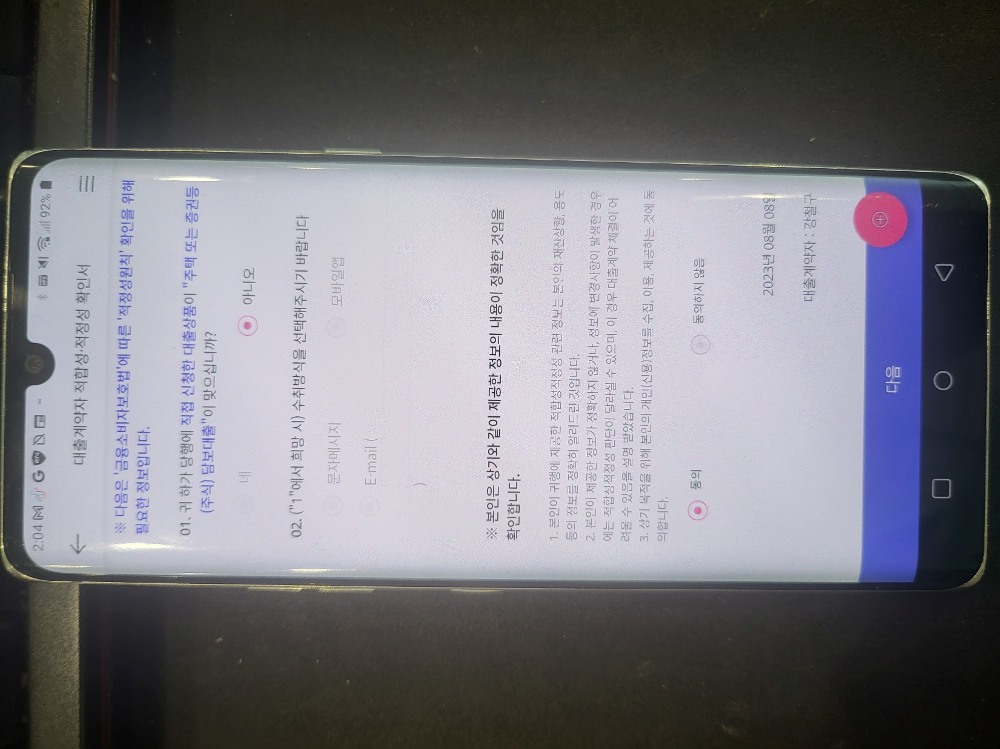 2:04
92%
대출계약자 적합성·적정성 확인서
※ 다음은 '금융소비자보호법'에 따른 '적정성원칙' 확인을 위해
필요한 정보입니다.
01. 귀 하가 당행에 직접 신청한 대출상품이 "주택 또는 증권등
(주식) 담보대출"이 맞으십니까?
네 아니오
02. ("1"에서 희망 시) 수취방식을 선택해주시기 바랍니다
문자메시지 모바일앱
E-mail (
)
※ 본인은 상기와 같이 제공한 정보의 내용이 정확한 것임을
확인합니다.
1. 본인이 귀행에 제공한 적합성적정성 관련 정보는 본인의 재산상황, 용도
등의 정보를 정확히 알려드린 것입니다.
2. 본인이 제공한 정보가 정확하지 않거나, 정보에 변경사항이 발생한 경우
에는 적합성적정성 판단이 달라질 수 있으며, 이 경우 대출계약 체결이 어
려울 수 있음을 설명 받았습니다.
3. 상기 목적을 위해 본인의 개인(신용)정보를 수집, 이용, 제공하는 것에 동
의합니다.
동의 동의하지 않음
2023년 08월 08일
대출계약자 : 강철구
다음